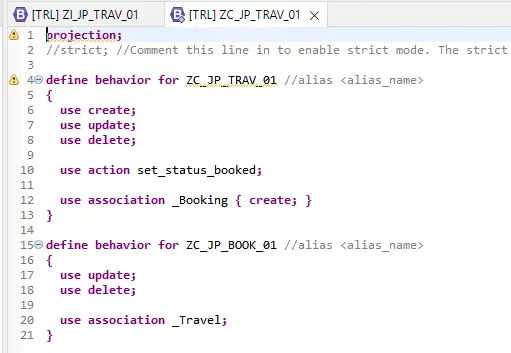 [TRL] ZI_JP_TRAV_01 [TRL] ZC_JP_TRAV_01
1 projection;
2 //strict; //Comment this line in to enable strict mode. The strict
3
4 define behavior for ZC_JP_TRAV_01 //alias <alias_name>
5 {
6 use create;
7 use update;
8 use delete;
9
10 use action set_status_booked;
11
12 use association _Booking { create; }
13 }
14
15 define behavior for ZC_JP_BOOK_01 //alias <alias_name>
16 {
17 use update;
18 use delete;
19
20 use association _Travel;
21 }